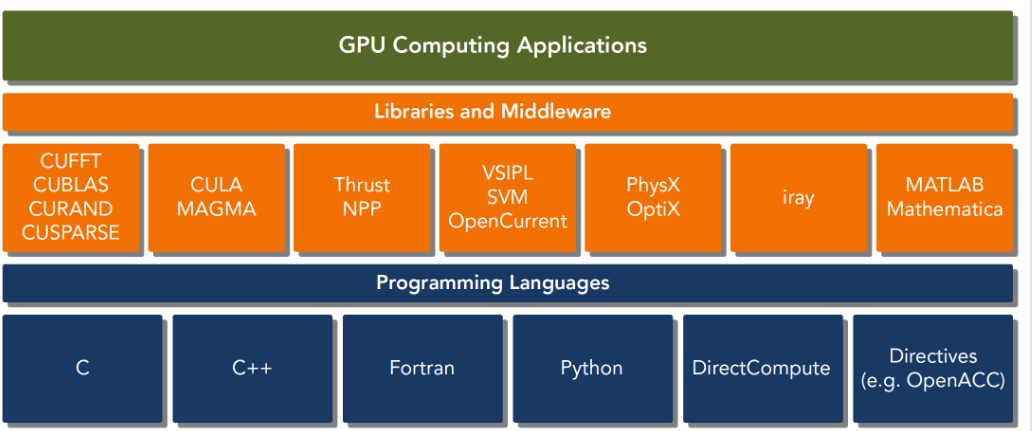 GPU Computing Applications
Libraries and Middleware
CUFFT
CUBLAS
CURAND
CUSPARSE
CULA
MAGMA
Thrust
NPP
VSIPL
SVM
OpenCurrent
PhysX
OptiX
iray
MATLAB
Mathematica
Programming Languages
C
C++
Fortran
Python
DirectCompute
Directives
(e.g. OpenACC)